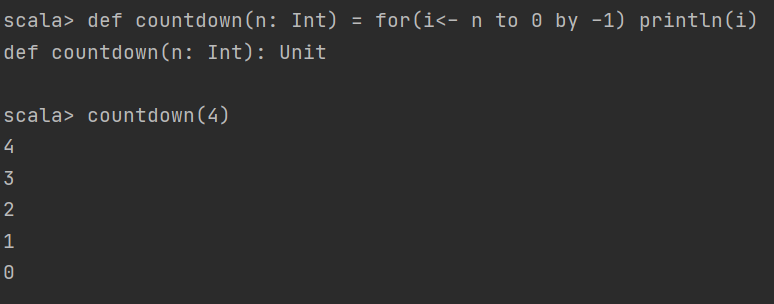 scala> def countdown(n: Int) = for(i<- n to 0 by -1) println(i)
def countdown(n: Int): Unit
scala> countdown(4)
4
3
2
1
0